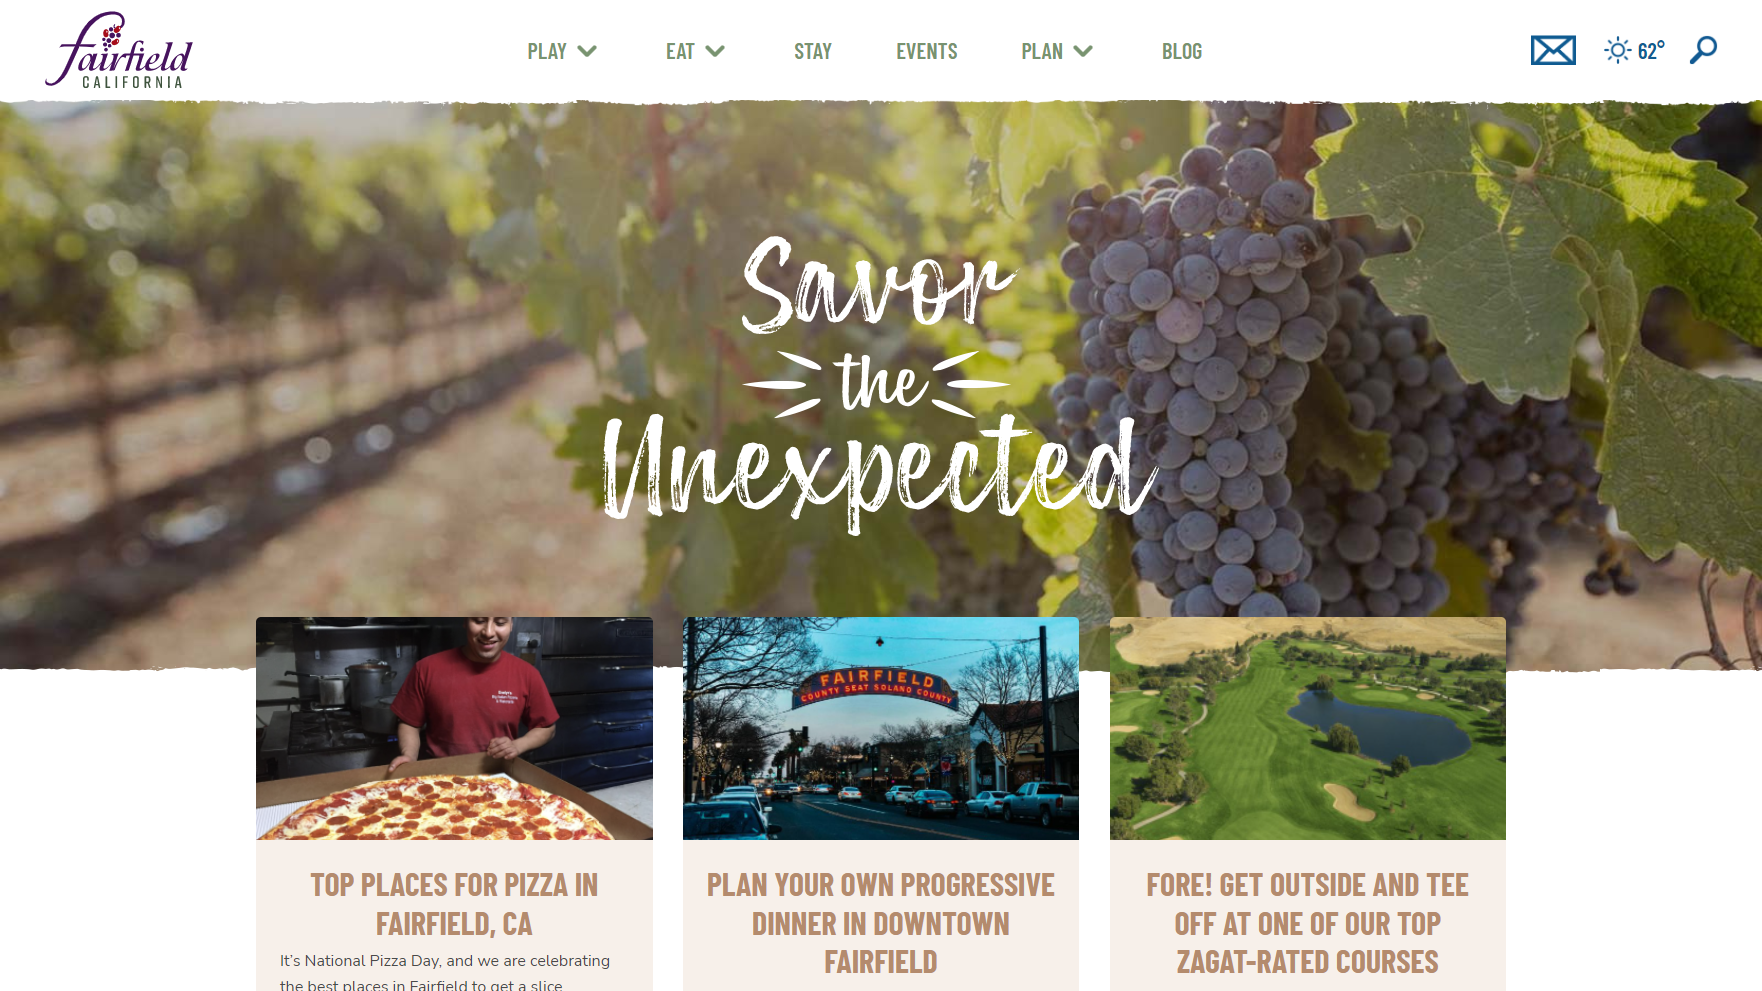 fairfield
CALIFORNIA
PLAY
EAT
STAY
EVENTS
PLAN
BLOG
62°
Savor
the
Unexpected
FAIRFIELD
COUNTY SEAT SOLANO COUNTY
TOP PLACES FOR PIZZA IN
FAIRFIELD, CA
It’s National Pizza Day, and we are celebrating
the best places in Fairfield to get a slice
PLAN YOUR OWN PROGRESSIVE
DINNER IN DOWNTOWN
FAIRFIELD
FORE! GET OUTSIDE AND TEE
OFF AT ONE OF OUR TOP
ZAGAT-RATED COURSES